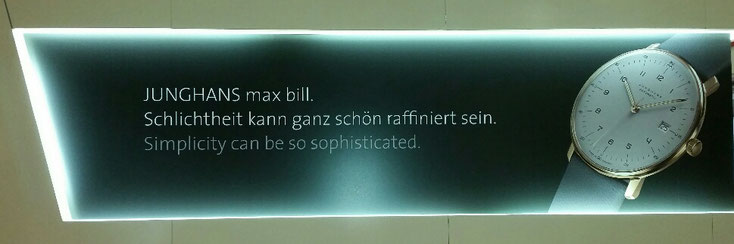 JUNGHANS max bill.
Schlichtheit kann ganz schön raffiniert sein.
Simplicity can be so sophisticated.